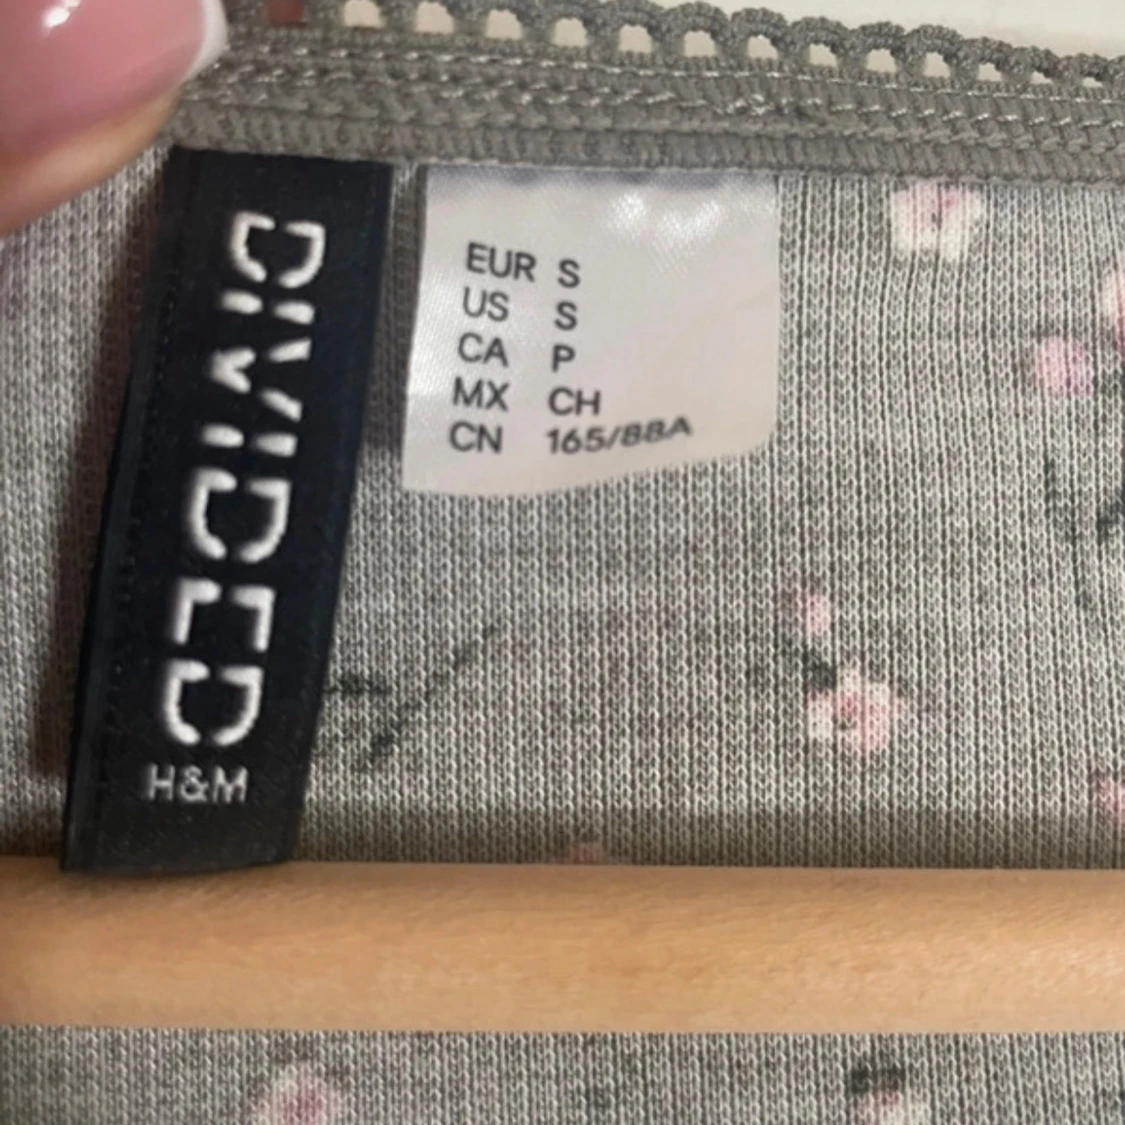 DIVIDED
H&M
EUR S
US S
CA P
MX CH
CN 165/88A